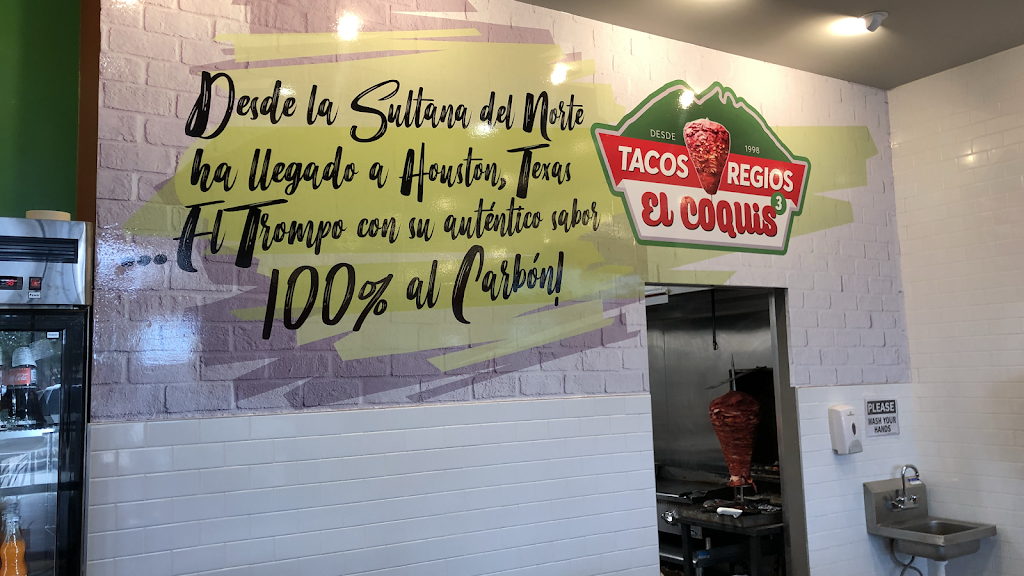 Desde la Sultana del Norte
ha llegado a Houston, Texas
... El Trompo con su auténtico sabor
100% al Carbón!
DESDE 1998
TACOS REGIOS
El COQUiS 3
PLEASE
WASH YOUR
HANDS